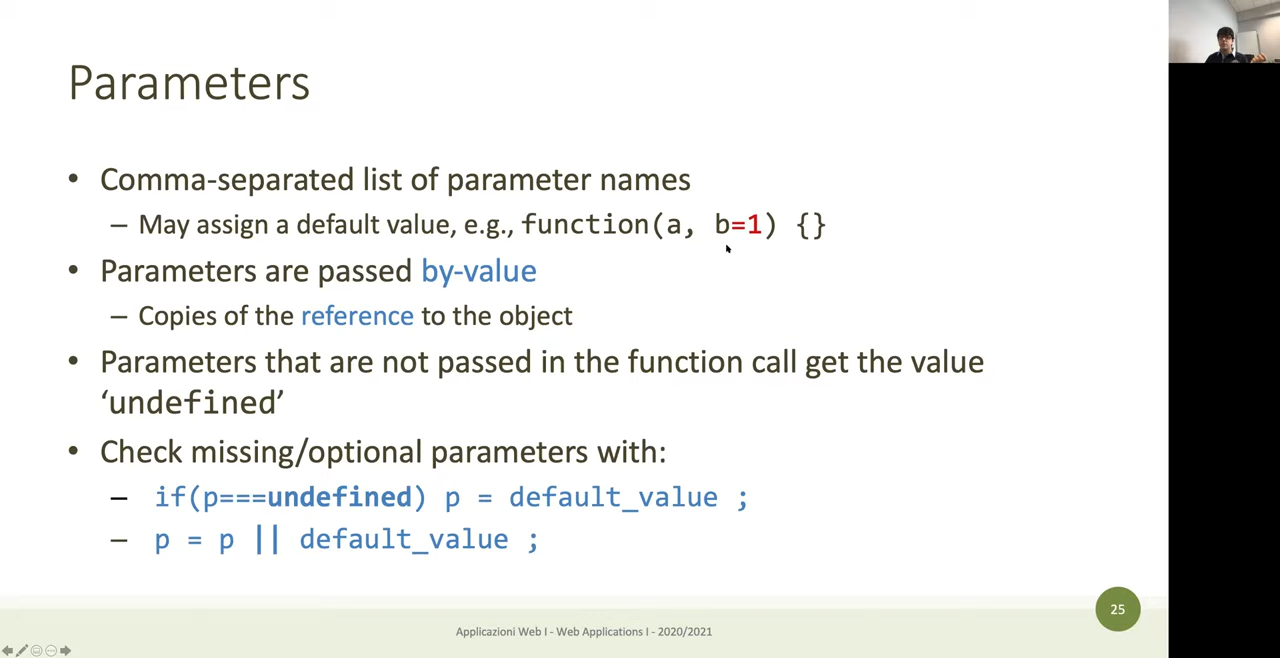 Parameters
• Comma-separated list of parameter names
– May assign a default value, e.g., function(a, b=1) {}
• Parameters are passed by-value
– Copies of the reference to the object
• Parameters that are not passed in the function call get the value
‘undefined’
• Check missing/optional parameters with:
– if(p===undefined) p = default_value ;
– p = p || default_value ;
25
Applicazioni Web I - Web Applications I - 2020/2021